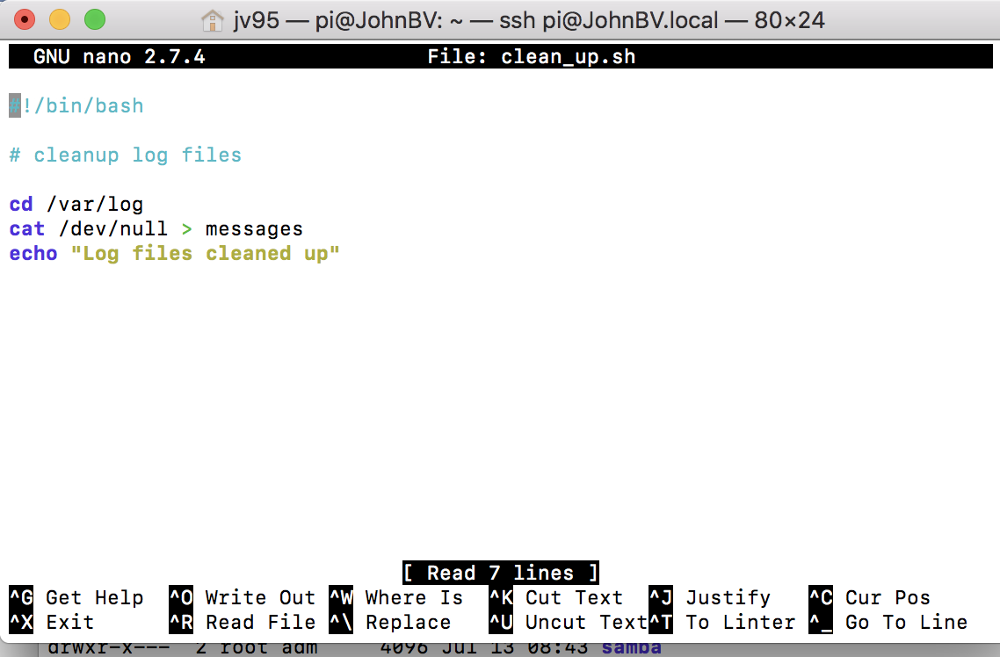 jv95 — pi@JohnBV: ~ — ssh pi@JohnBV.local — 80×24
GNU nano 2.7.4 File: clean_up.sh
#!/bin/bash
# cleanup log files
cd /var/log
cat /dev/null > messages
echo "Log files cleaned up"
[ Read 7 lines ]
^G Get Help ^O Write Out ^W Where Is ^K Cut Text ^J Justify ^C Cur Pos
^X Exit ^R Read File ^\ Replace ^U Uncut Text^T To Linter ^_ Go To Line
drwxr-x--- 2 root adm 4096 Jul 13 08:43 samba